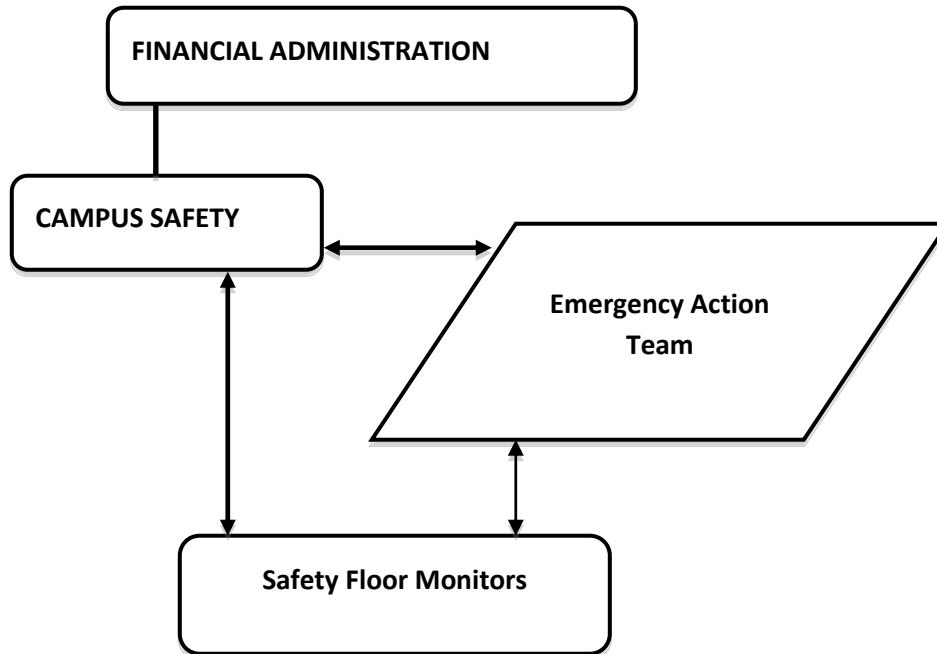 FINANCIAL ADMINISTRATION
CAMPUS SAFETY
Emergency Action
Team
Safety Floor Monitors